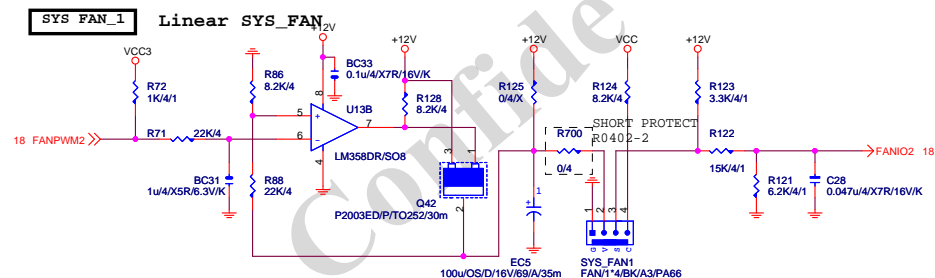 SYS FAN_1
Linear SYS_FAN
Confide
VCC3
R72
1K/4/1
18 FANPWM2
R71
22K/4
BC31
1u/4/X5R/6.3V/K
R86
8.2K/4
R88
22K/4
+12V
BC33
0.1u/4/X7R/16V/K
U13B
8
5
+
6
-
7
4
LM358DR/SO8
+12V
R128
8.2K/4
3
1
2
Q42
P2003ED/P/TO252/30m
+12V
R125
0/4/X
R700
0/4
SHORT PROTECT
R0402-2
+
1
EC5
100u/OS/D/16V/69/A/35m
VCC
R124
8.2K/4
+12V
R123
3.3K/4/1
R122
15K/4/1
R121
6.2K/4/1
C28
0.047u/4/X7R/16V/K
FANIO2 18
1
2
3
4
G
V
S
C
SYS_FAN1
FAN/1*4/BK/A3/PA66